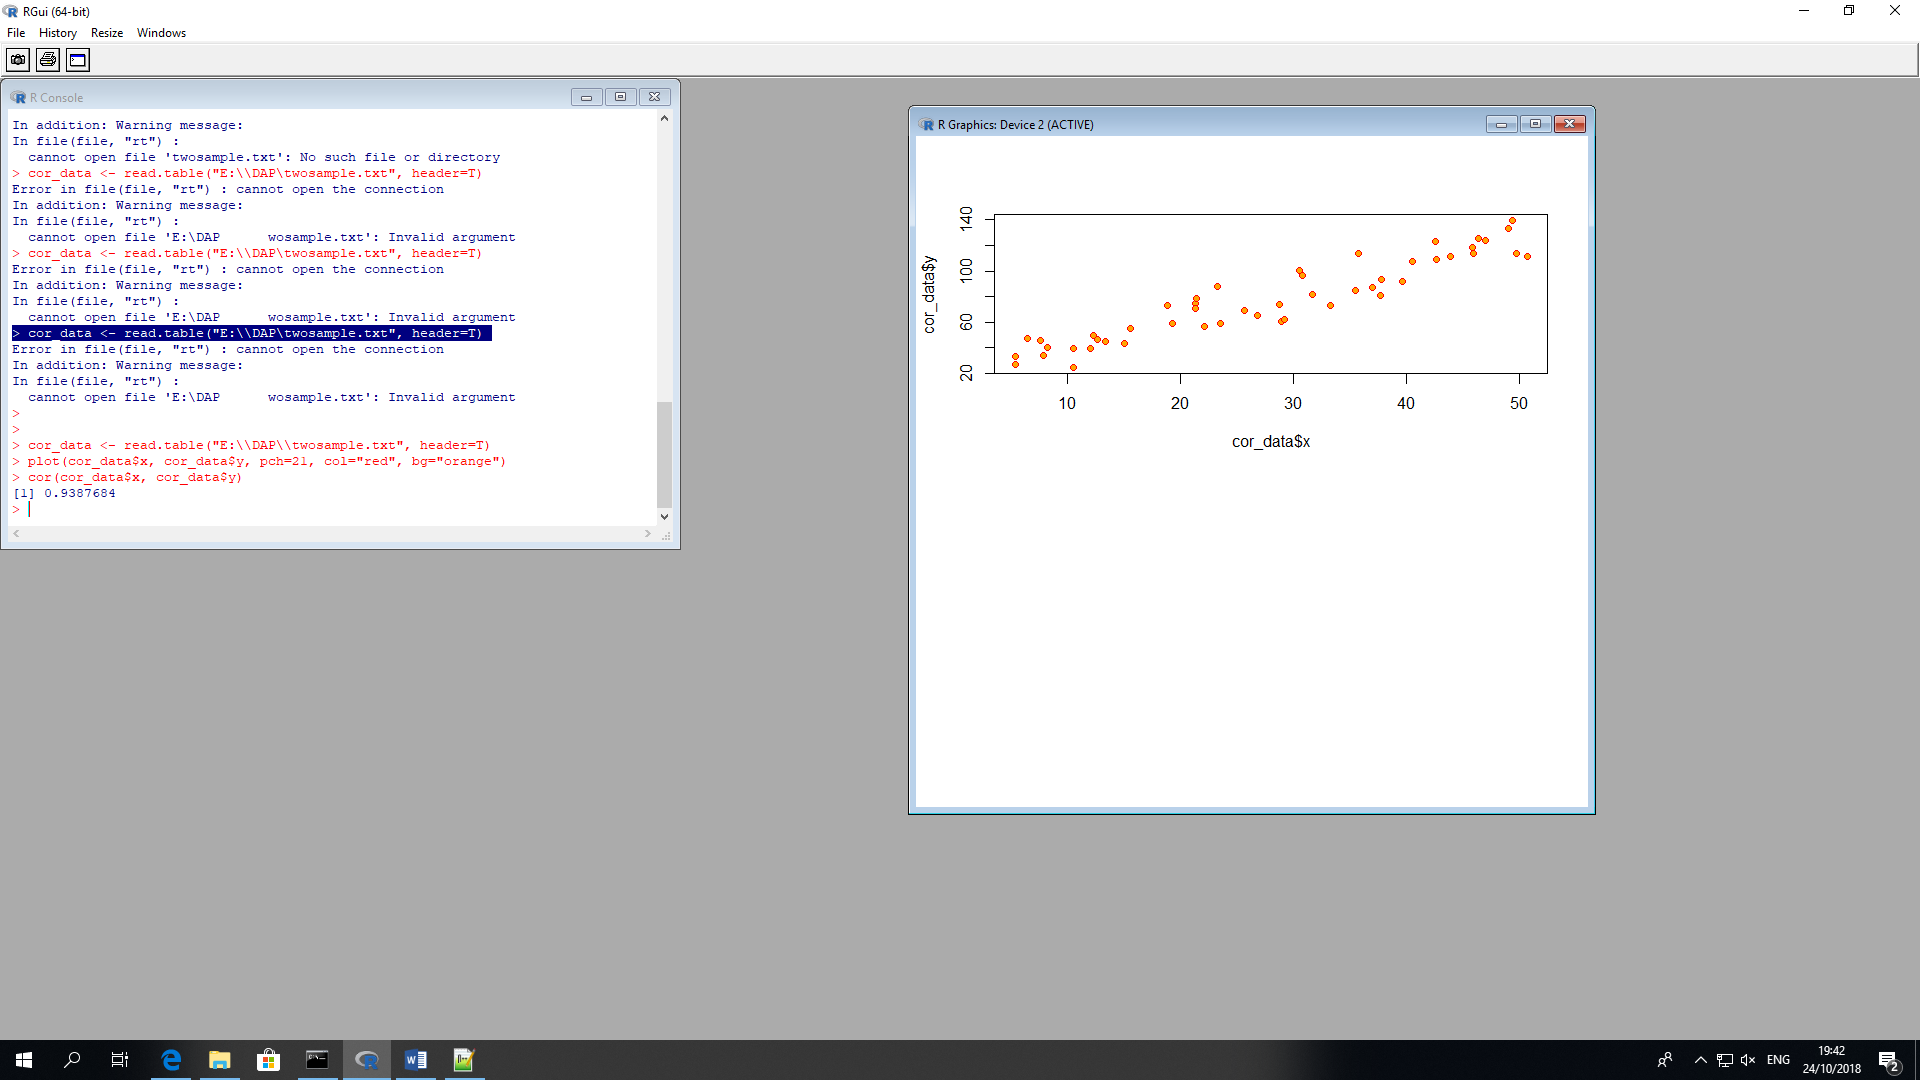 RGui (64-bit)
File History Resize Windows
R Console
In addition: Warning message:
In file(file, "rt") :
  cannot open file 'twosample.txt': No such file or directory
> cor_data <- read.table("E:\\DAP\twosample.txt", header=T)
Error in file(file, "rt") : cannot open the connection
In addition: Warning message:
In file(file, "rt") :
  cannot open file 'E:\DAP      wosample.txt': Invalid argument
> cor_data <- read.table("E:\\DAP\twosample.txt", header=T)
Error in file(file, "rt") : cannot open the connection
In addition: Warning message:
In file(file, "rt") :
  cannot open file 'E:\DAP      wosample.txt': Invalid argument
> cor_data <- read.table("E:\\DAP\twosample.txt", header=T)
Error in file(file, "rt") : cannot open the connection
In addition: Warning message:
In file(file, "rt") :
  cannot open file 'E:\DAP      wosample.txt': Invalid argument
>
>
> cor_data <- read.table("E:\\DAP\\twosample.txt", header=T)
> plot(cor_data$x, cor_data$y, pch=21, col="red", bg="orange")
> cor(cor_data$x, cor_data$y)
[1] 0.9387684
>
R Graphics: Device 2 (ACTIVE)
cor_data$y
140
100
60
20
10 20 30 40 50
cor_data$x
ENG
19:42
24/10/2018
2